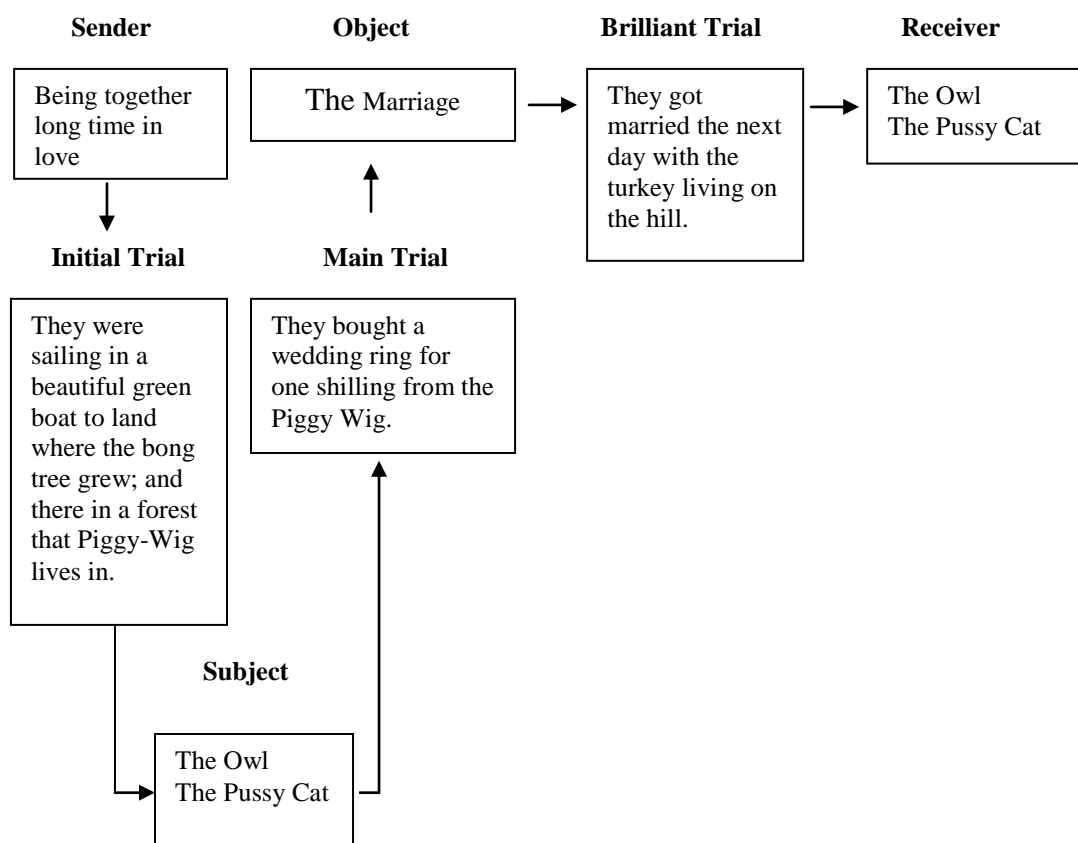 Sender
Object
Brilliant Trial
Receiver
Being together
long time in
love
The Marriage
They got
married the next
day with the
turkey living on
the hill.
The Owl
The Pussy Cat
Initial Trial
Main Trial
They were
sailing in a
beautiful green
boat to land
where the bong
tree grew; and
there in a forest
that Piggy-Wig
lives in.
They bought a
wedding ring for
one shilling from the
Piggy Wig.
Subject
The Owl
The Pussy Cat